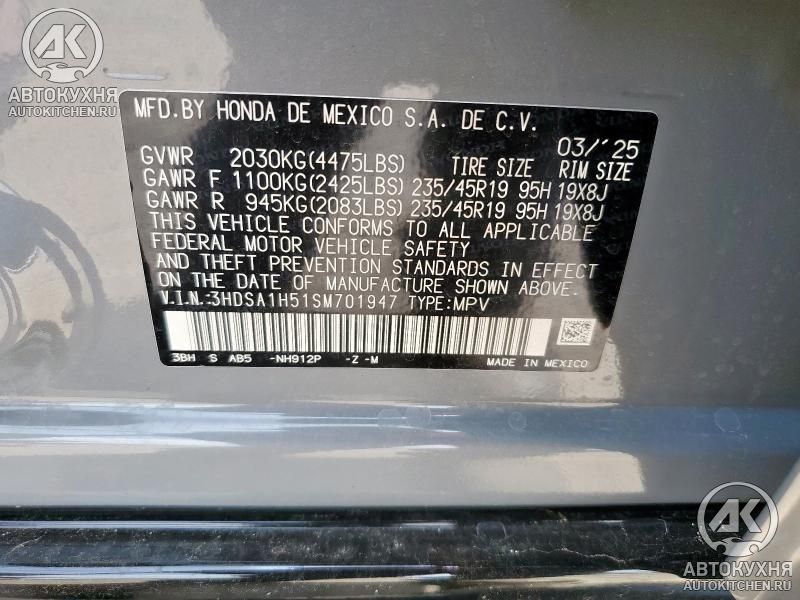 AK
АВТОКУХНЯ
AUTOKITCHEN.RU
MFD.BY HONDA DE MEXICO S.A. DE C.V.
03/'25
GVWR 2030KG(4475LBS) TIRE SIZE RIM SIZE
GAWR F 1100KG(2425LBS) 235/45R19 95H 19X8J
GAWR R 945KG(2083LBS) 235/45R19 95H 19X8J
THIS VEHICLE CONFORMS TO ALL APPLICABLE
FEDERAL MOTOR VEHICLE SAFETY
AND THEFT PREVENTION STANDARDS IN EFFECT
ON THE DATE OF MANUFACTURE SHOWN ABOVE.
V.I.N.:3HDSA1H51SM701947 TYPE:MPV
3BH S AB5 -NH912P -Z -M MADE IN MEXICO
AK
АВТОКУХНЯ
AUTOKITCHEN.RU